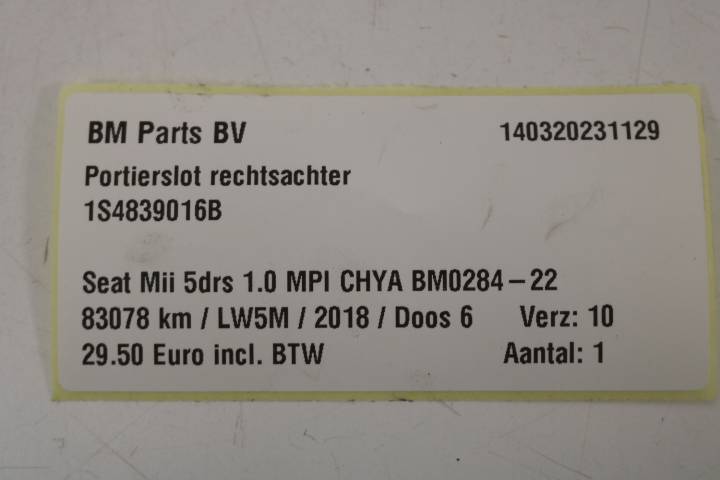 BM Parts BV 140320231129
Portierslot rechtsachter
1S4839016B
Seat Mii 5drs 1.0 MPI CHYA BM0284-22
83078 km / LW5M / 2018 / Doos 6 Verz: 10
29.50 Euro incl. BTW Aantal: 1